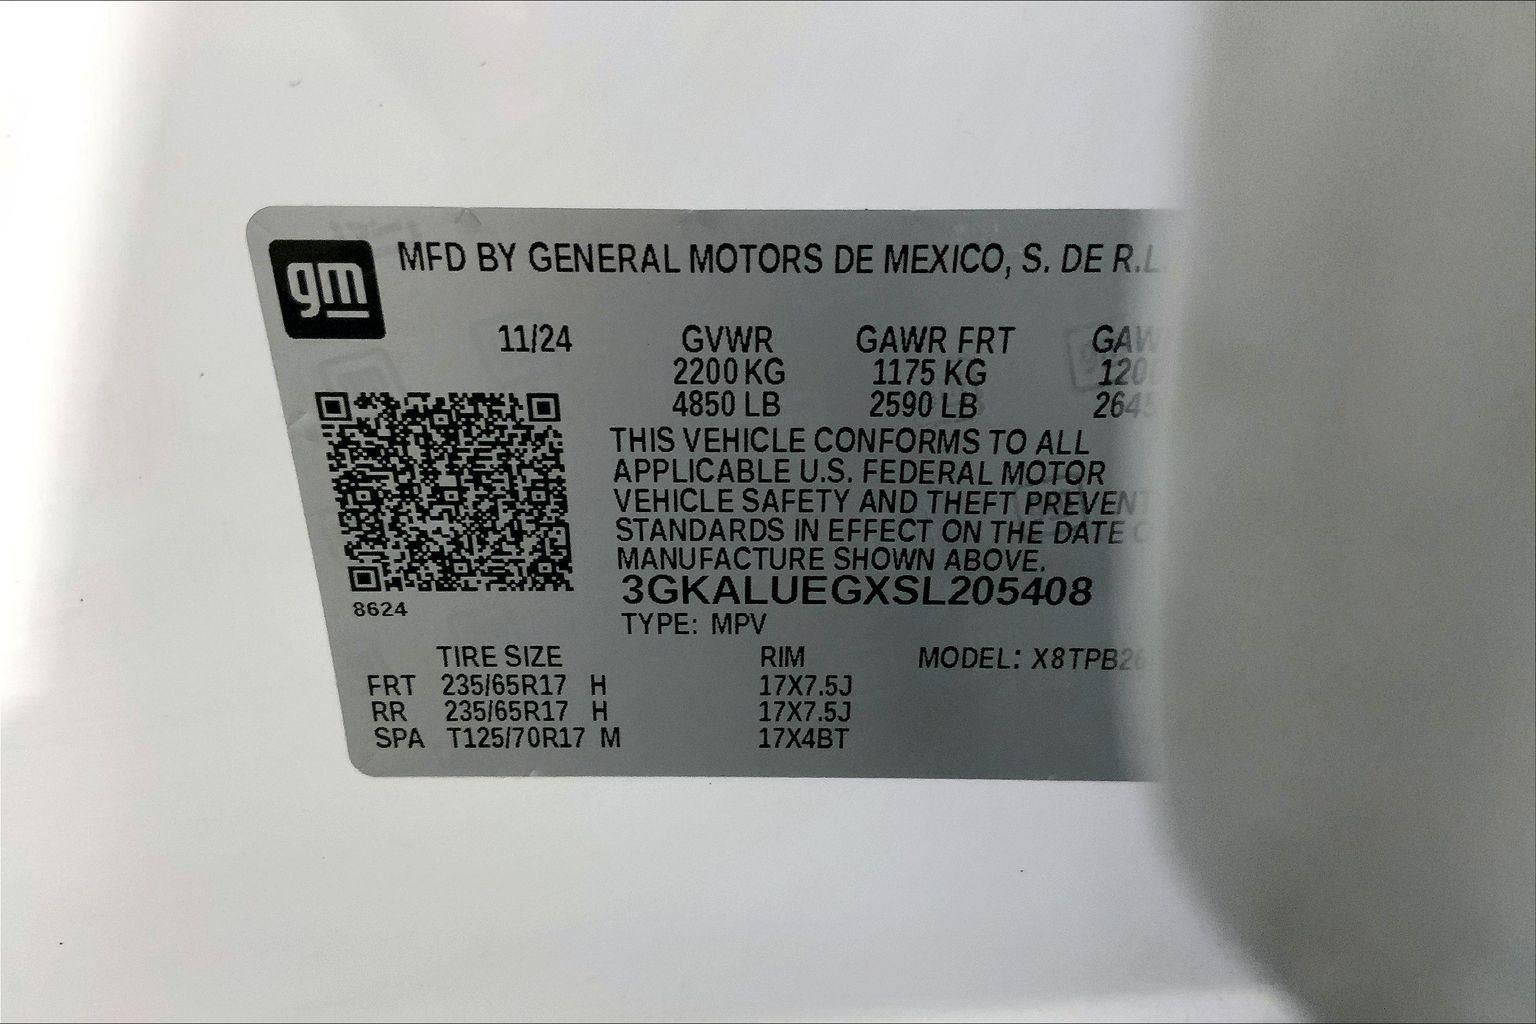 gm
MFD BY GENERAL MOTORS DE MEXICO, S. DE R.L.
11/24 GVWR GAWR FRT
2200 KG 1175 KG
4850 LB 2590 LB
THIS VEHICLE CONFORMS TO ALL
APPLICABLE U.S. FEDERAL MOTOR
VEHICLE SAFETY AND THEFT PREVEN
STANDARDS IN EFFECT ON THE DATE
MANUFACTURE SHOWN ABOVE.
3GKALUEGXSL205408
8624
TYPE: MPV
TIRE SIZE RIM MODEL: X8TPB26
FRT 235/65R17 H 17X7.5J
RR 235/65R17 H 17X7.5J
SPA T125/70R17 M 17X4BT